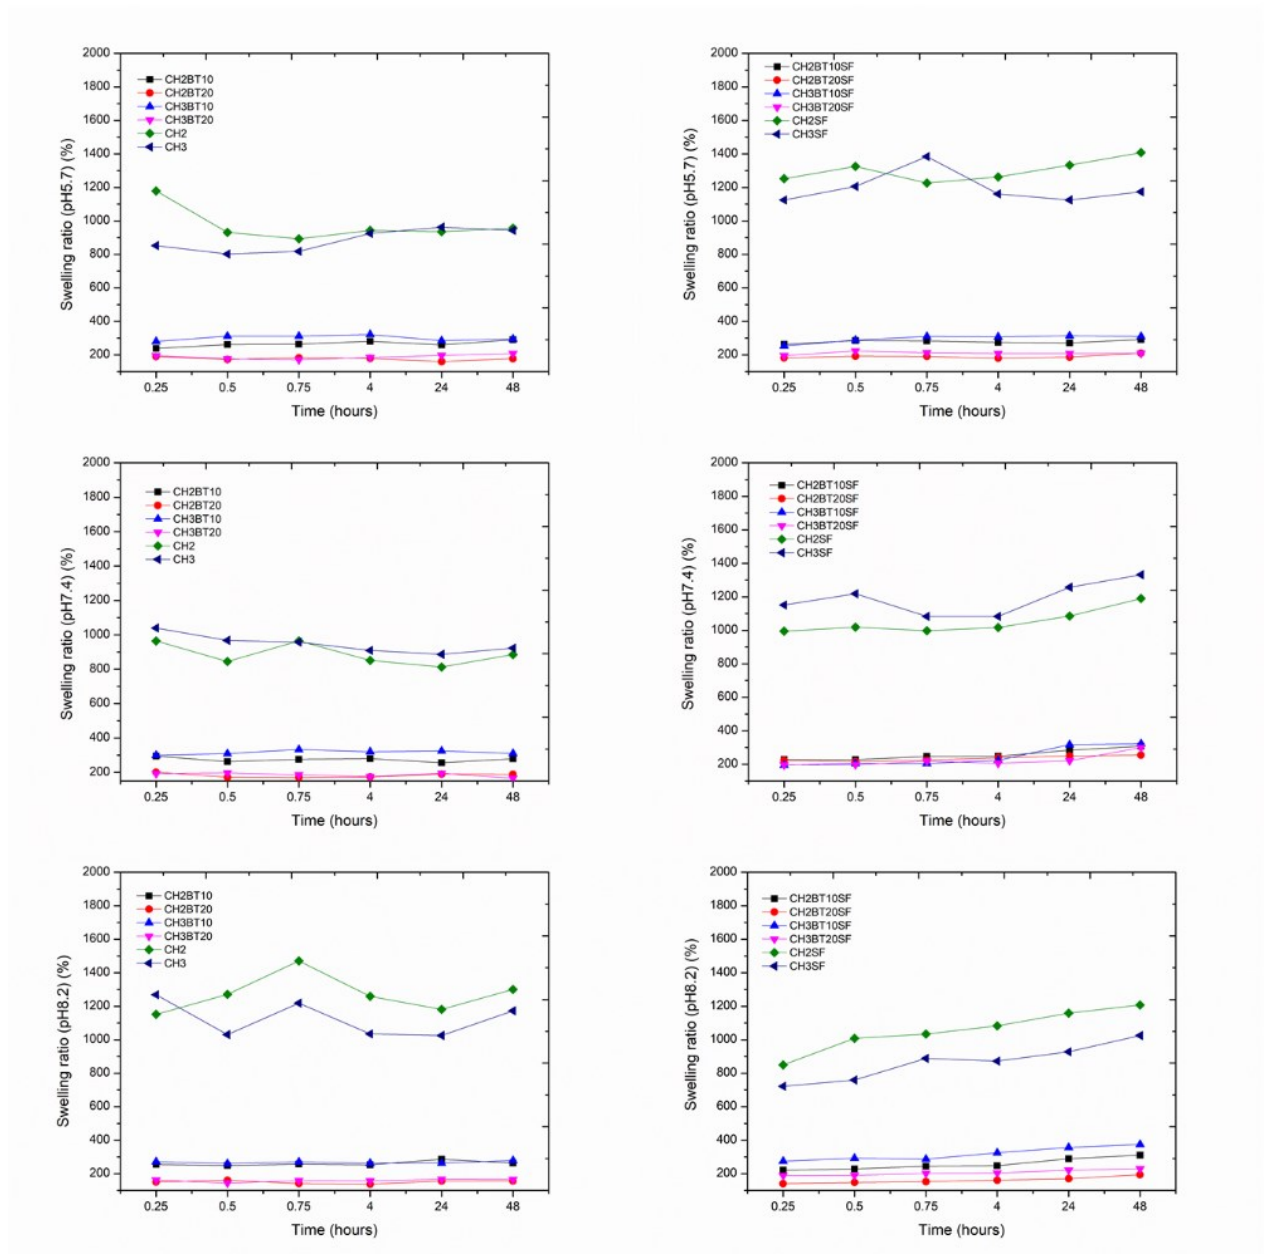 2000
1800
1600
1400
1200
1000
800
600
400
200
Swelling ratio (pH5.7) (%)
CH2BT10
CH2BT20
CH3BT10
CH3BT20
CH2
CH3
0.25 0.5 0.75 4 24 48
Time (hours)
2000
1800
1600
1400
1200
1000
800
600
400
200
Swelling ratio (pH5.7) (%)
CH2BT10SF
CH2BT20SF
CH3BT10SF
CH3BT20SF
CH2SF
CH3SF
0.25 0.5 0.75 4 24 48
Time (hours)
2000
1800
1600
1400
1200
1000
800
600
400
200
Swelling ratio (pH7.4) (%)
CH2BT10
CH2BT20
CH3BT10
CH3BT20
CH2
CH3
0.25 0.5 0.75 4 24 48
Time (hours)
2000
1800
1600
1400
1200
1000
800
600
400
200
Swelling ratio (pH7.4) (%)
CH2BT10SF
CH2BT20SF
CH3BT10SF
CH3BT20SF
CH2SF
CH3SF
0.25 0.5 0.75 4 24 48
Time (hours)
2000
1800
1600
1400
1200
1000
800
600
400
200
Swelling ratio (pH8.2) (%)
CH2BT10
CH2BT20
CH3BT10
CH3BT20
CH2
CH3
0.25 0.5 0.75 4 24 48
Time (hours)
2000
1800
1600
1400
1200
1000
800
600
400
200
Swelling ratio (pH8.2) (%)
CH2BT10SF
CH2BT20SF
CH3BT10SF
CH3BT20SF
CH2SF
CH3SF
0.25 0.5 0.75 4 24 48
Time (hours)